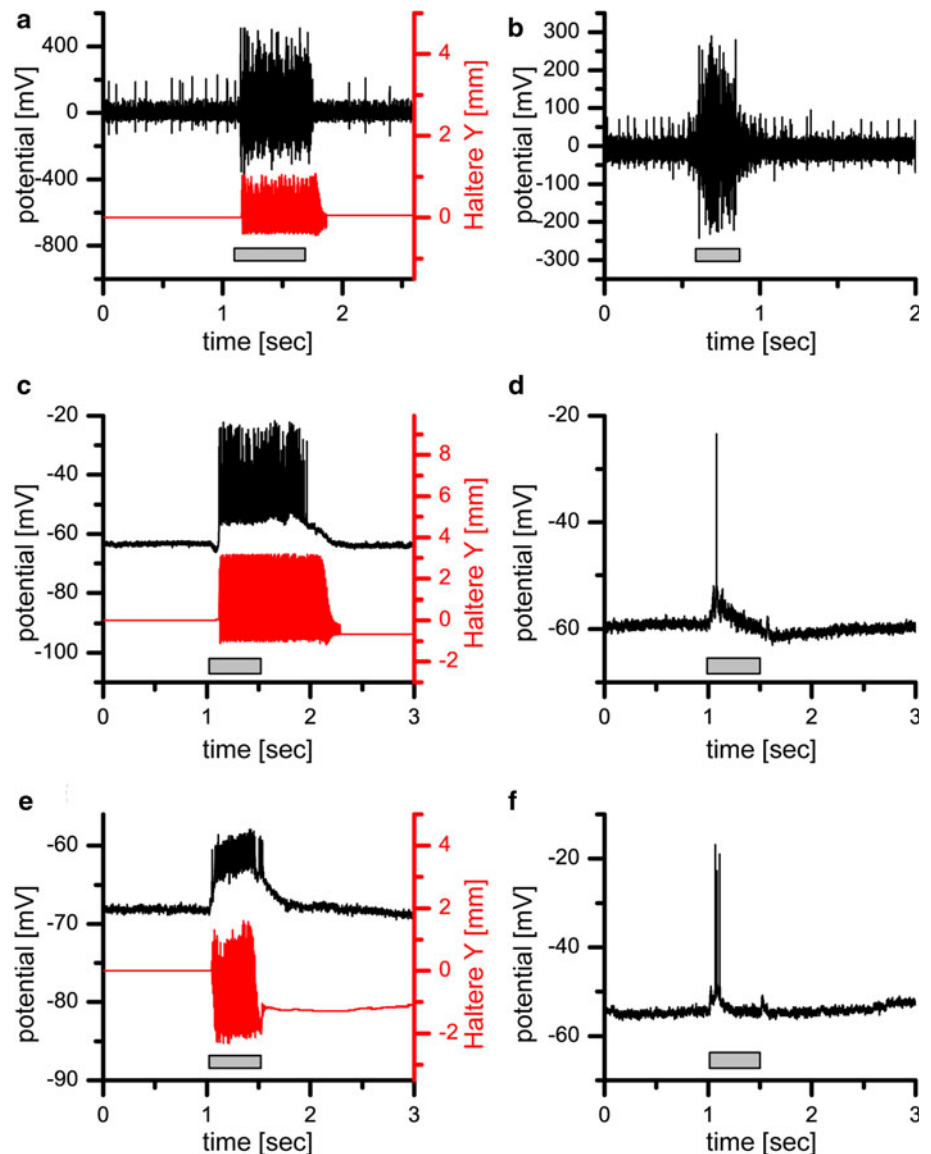 a
potential [mV]
400
0
-400
-800
4
2
0
Haltere Y [mm]
0 1 2
time [sec]
b
potential [mV]
300
200
100
0
-100
-200
-300
0 1 2
time [sec]
c
potential [mV]
-20
-40
-60
-80
-100
8
6
4
2
0
-2
Haltere Y [mm]
0 1 2 3
time [sec]
d
potential [mV]
-20
-40
-60
0 1 2 3
time [sec]
e
potential [mV]
-60
-70
-80
-90
4
2
0
-2
Haltere Y [mm]
0 1 2 3
time [sec]
f
potential [mV]
-20
-40
-60
0 1 2 3
time [sec]